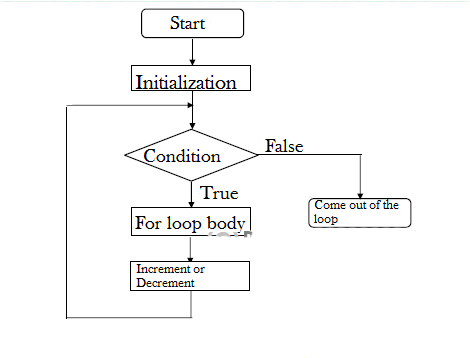 Start
Initialization
Condition
False
True
Come out of the
loop
For loop body
Increment or
Decrement